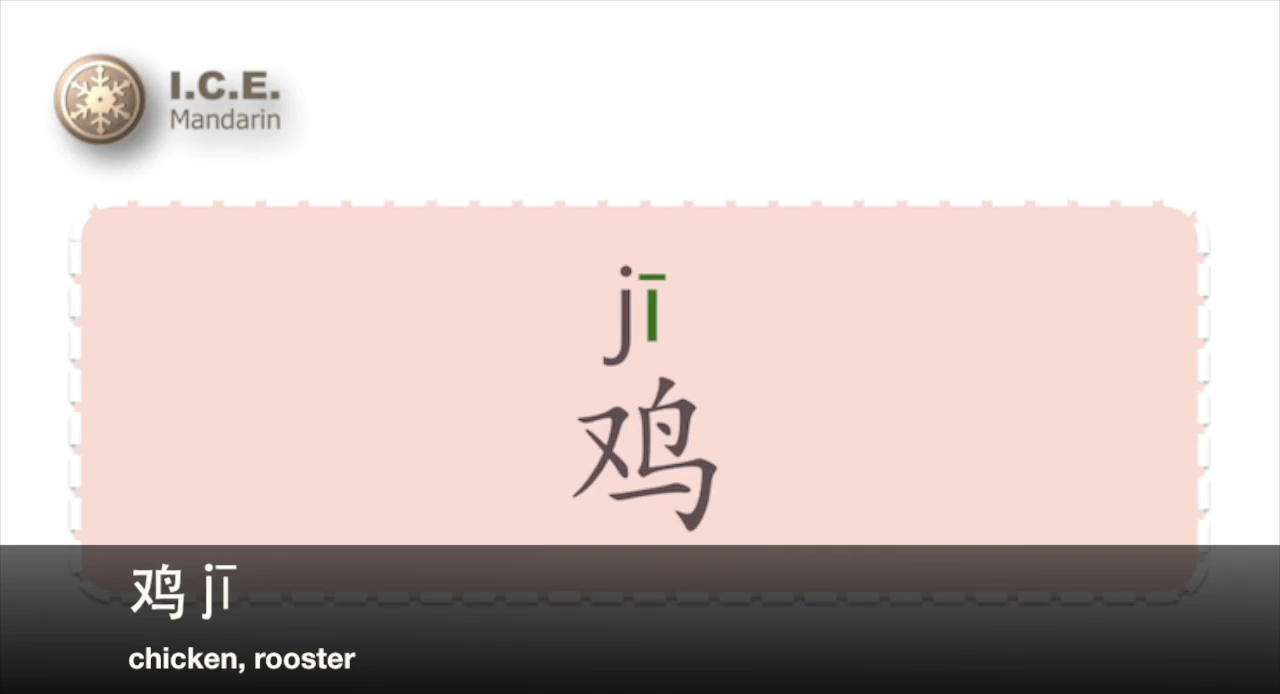 I.C.E.
Mandarin
jī
鸡
鸡 jī
chicken, rooster